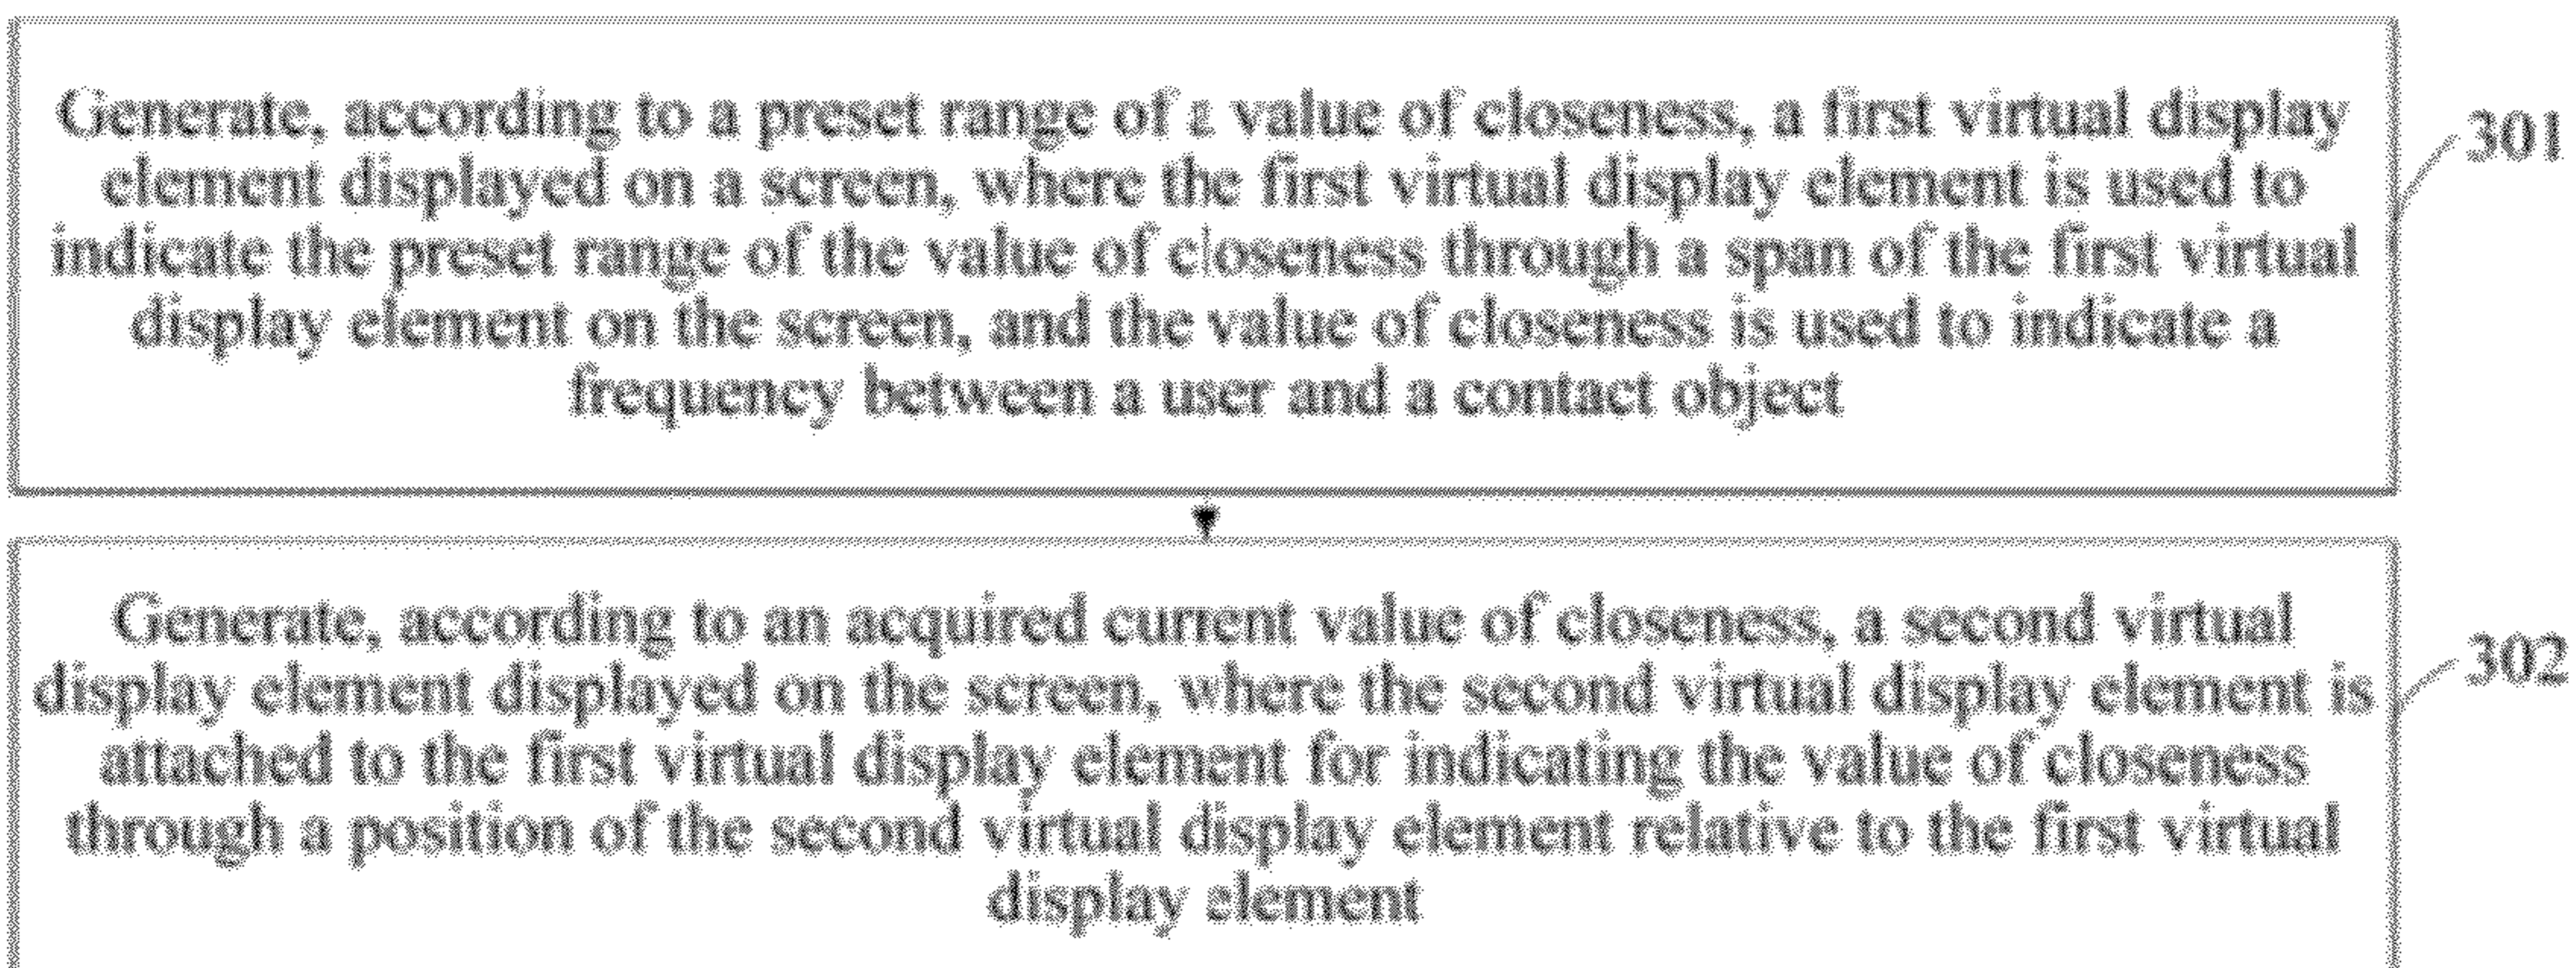 Generate, according to a preset range of a value of closeness, a first virtual display
element displayed on a screen, where the first virtual display element is used to
indicate the preset range of the value of closeness through a span of the first virtual
display element on the screen, and the value of closeness is used to indicate a
frequency between a user and a contact object
301
Generate, according to an acquired current value of closeness, a second virtual
display element displayed on the screen, where the second virtual display element is
attached to the first virtual display element for indicating the value of closeness
through a position of the second virtual display element relative to the first virtual
display element
302